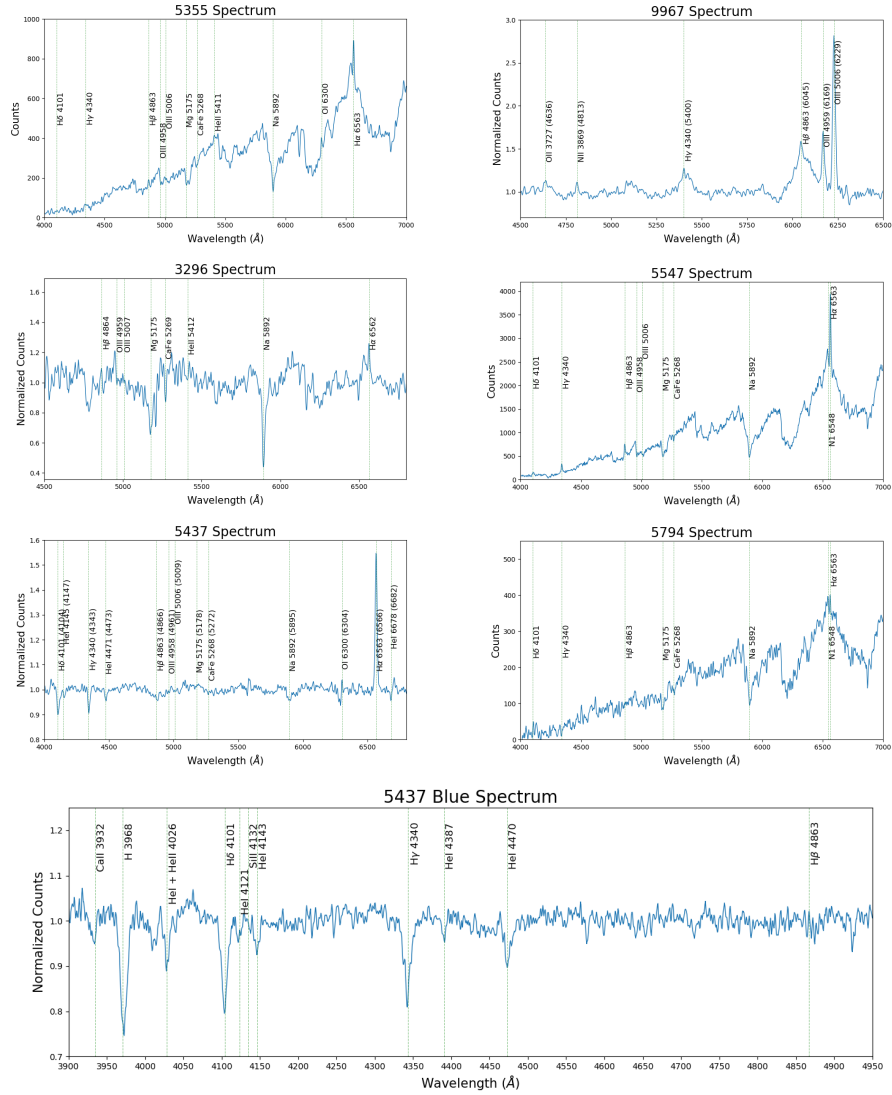 5355 Spectrum
Counts
1000
800
600
400
200
0
Hδ 4101
Hγ 4340
Hβ 4863
OIII 4958
OIII 5006
Mg 5175
CaFe 5268
HeII 5411
Na 5892
OI 6300
Hα 6563
4000 4500 5000 5500 6000 6500 7000
Wavelength (Å)
9967 Spectrum
Normalized Counts
3.0
2.5
2.0
1.5
1.0
OII 3727 (4636)
NII 3869 (4813)
Hγ 4340 (5400)
Hβ 4863 (6045)
OIII 4959 (6169)
OIII 5006 (6229)
4500 4750 5000 5250 5500 5750 6000 6250 6500
Wavelength (Å)
3296 Spectrum
Normalized Counts
1.6
1.4
1.2
1.0
0.8
0.6
0.4
Hβ 4864
OIII 4959
OIII 5007
Mg 5175
CaFe 5269
HeII 5412
Na 5892
Hα 6562
4500 5000 5500 6000 6500
Wavelength (Å)
5547 Spectrum
Counts
4000
3500
3000
2500
2000
1500
1000
500
0
Hδ 4101
Hγ 4340
Hβ 4863
OIII 4958
OIII 5006
Mg 5175
CaFe 5268
Na 5892
N1 6548
Hα 6563
4000 4500 5000 5500 6000 6500 7000
Wavelength (Å)
5437 Spectrum
Normalized Counts
1.6
1.5
1.4
1.3
1.2
1.1
1.0
0.9
0.8
Hδ 4101 (4104)
HeI 4145 (4147)
Hγ 4340 (4343)
HeI 4471 (4473)
Hβ 4863 (4866)
OIII 4958 (4961)
OIII 5006 (5009)
Mg 5175 (5178)
CaFe 5268 (5272)
Na 5892 (5895)
OI 6300 (6304)
Hα 6563 (6566)
HeI 6678 (6682)
4000 4500 5000 5500 6000 6500
Wavelength (Å)
5794 Spectrum
Counts
500
400
300
200
100
0
Hδ 4101
Hγ 4340
Hβ 4863
Mg 5175
CaFe 5268
Na 5892
N1 6548
Hα 6563
4000 4500 5000 5500 6000 6500 7000
Wavelength (Å)
5437 Blue Spectrum
Normalized Counts
1.2
1.1
1.0
0.9
0.8
0.7
CaII 3932
H 3968
HeI + HeII 4026
Hδ 4101
HeI 4121
SiII 4132
HeI 4143
Hγ 4340
HeI 4387
HeI 4470
Hβ 4863
3900 3950 4000 4050 4100 4150 4200 4250 4300 4350 4400 4450 4500 4550 4600 4650 4700 4750 4800 4850 4900 4950
Wavelength (Å)